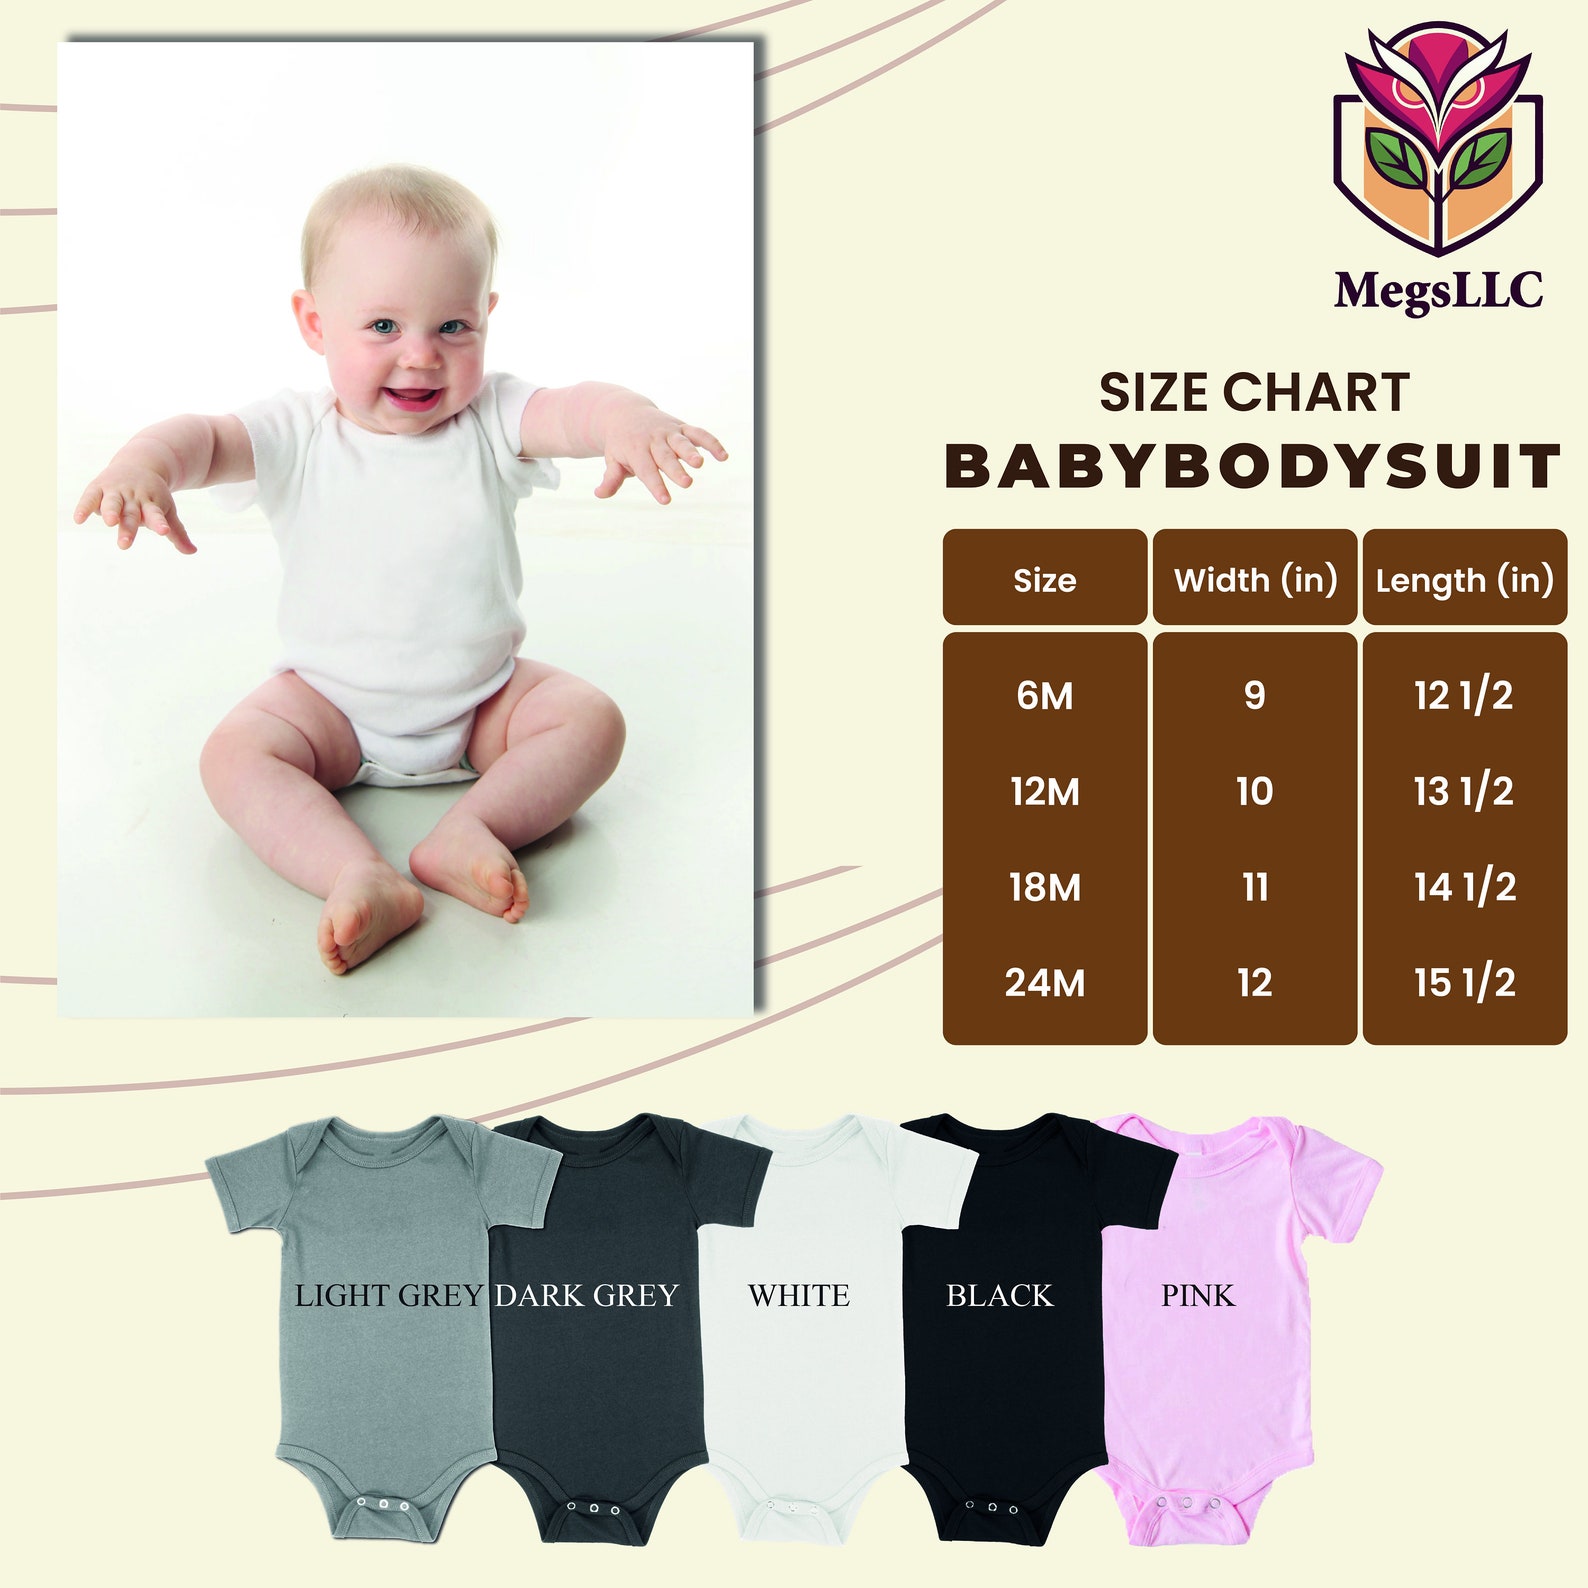 MegsLLC
SIZE CHART
BABYBODYSUIT
Size Width (in) Length (in)
6M 9 12 1/2
12M 10 13 1/2
18M 11 14 1/2
24M 12 15 1/2
LIGHT GREY DARK GREY WHITE BLACK PINK